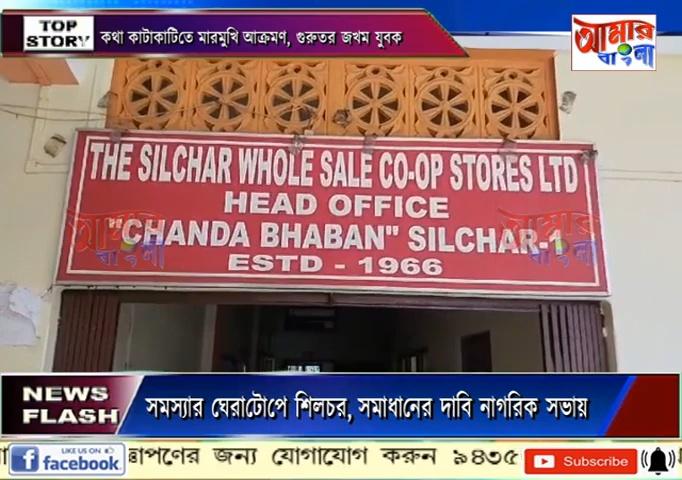 TOP STORY
কথা কাটাকাটিতে মারমুখি আক্রমণ, গুরুতর জখম যুবক
আমার বাংলা
THE SILCHAR WHOLE SALE CO-OP STORES LTD
HEAD OFFICE
"CHANDA BHABAN" SILCHAR-1
ESTD - 1966
আমার বাংলা
আমার বাংলা
NEWS FLASH
সমস্যার ঘেরাটোপে শিলচর, সমাধানের দাবি নাগরিক সভায়
LIKE US ON
facebook
জন্য যোগাযোগ করুন ৯৪৩৫
Subscribe